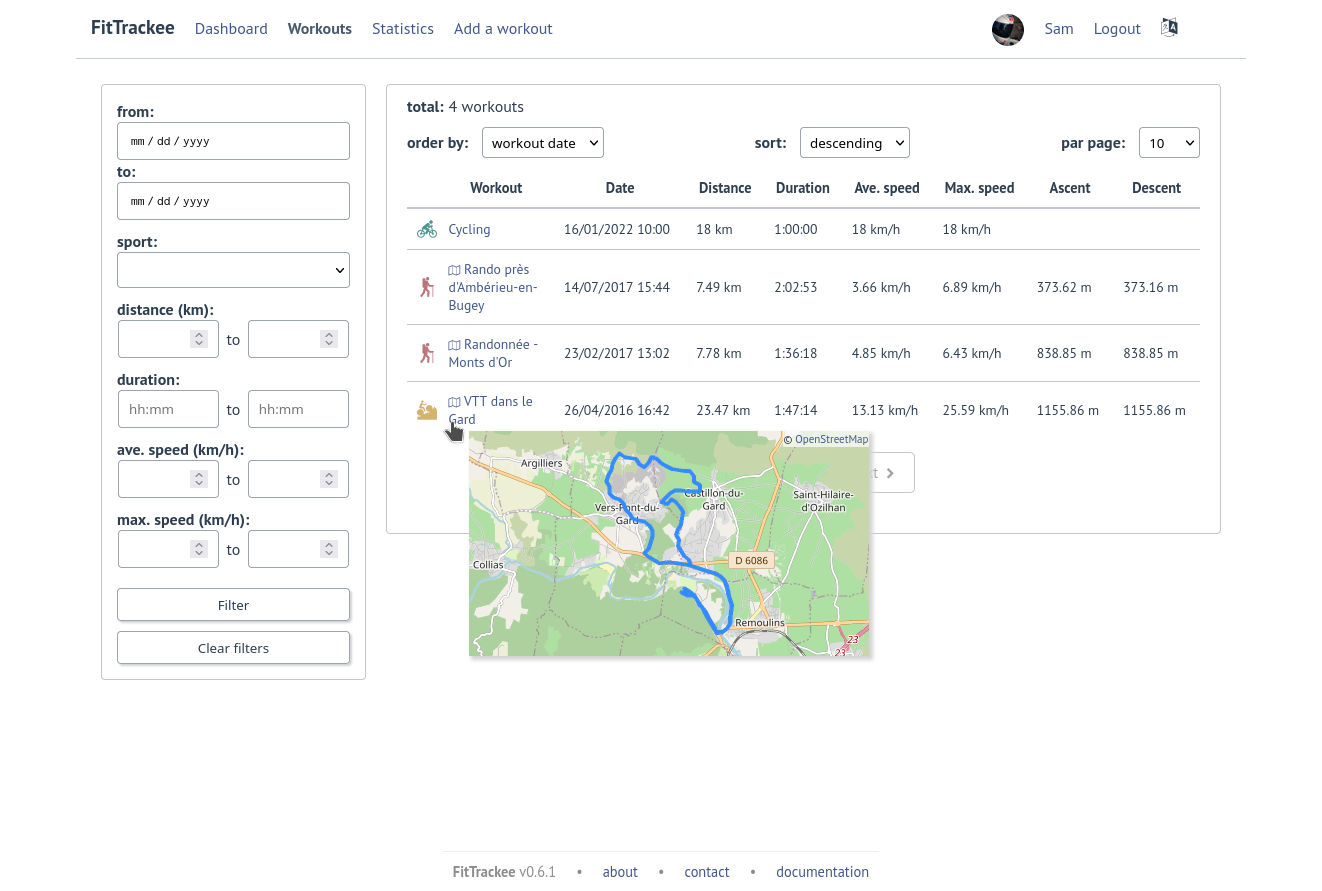 FitTrackee Dashboard Workouts Statistics Add a workout Sam Logout
from:
mm / dd / yyyy
to:
mm / dd / yyyy
sport:
distance (km):
to
duration:
hh:mm to hh:mm
ave. speed (km/h):
to
max. speed (km/h):
to
Filter
Clear filters
total: 4 workouts
order by: workout date sort: descending par page: 10
Workout Date Distance Duration Ave. speed Max. speed Ascent Descent
Cycling 16/01/2022 10:00 18 km 1:00:00 18 km/h 18 km/h
Rando près
d'Ambérieu-en-
Bugey
14/07/2017 15:44 7.49 km 2:02:53 3.66 km/h 6.89 km/h 373.62 m 373.16 m
Randonnée -
Monts d'Or
23/02/2017 13:02 7.78 km 1:36:18 4.85 km/h 6.43 km/h 838.85 m 838.85 m
VTT dans le
Gard
26/04/2016 16:42 23.47 km 1:47:14 13.13 km/h 25.59 km/h 1155.86 m 1155.86 m
© OpenStreetMap
Argilliers
Castillon-du-
Gard
Saint-Hilaire-
d'Ozilhan
Vers-Pont-du-
Gard
Collias
D 6086
Remoulins
23
23
FitTrackee v0.6.1 • about • contact • documentation